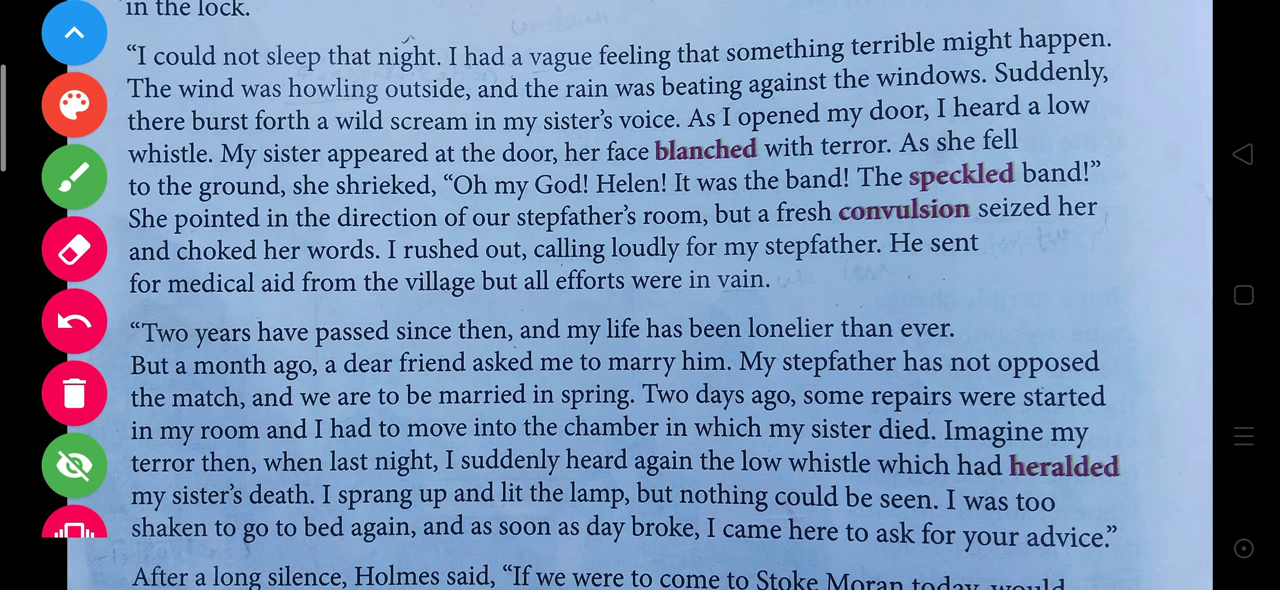 in the lock.
“I could not sleep that night. I had a vague feeling that something terrible might happen.
The wind was howling outside, and the rain was beating against the windows. Suddenly,
there burst forth a wild scream in my sister’s voice. As I opened my door, I heard a low
whistle. My sister appeared at the door, her face blanched with terror. As she fell
to the ground, she shrieked, “Oh my God! Helen! It was the band! The speckled band!”
She pointed in the direction of our stepfather’s room, but a fresh convulsion seized her
and choked her words. I rushed out, calling loudly for my stepfather. He sent
for medical aid from the village but all efforts were in vain.
“Two years have passed since then, and my life has been lonelier than ever.
But a month ago, a dear friend asked me to marry him. My stepfather has not opposed
the match, and we are to be married in spring. Two days ago, some repairs were started
in my room and I had to move into the chamber in which my sister died. Imagine my
terror then, when last night, I suddenly heard again the low whistle which had heralded
my sister’s death. I sprang up and lit the lamp, but nothing could be seen. I was too
shaken to go to bed again, and as soon as day broke, I came here to ask for your advice.”
After a long silence, Holmes said, “If we were to come to Stoke Moran today, would